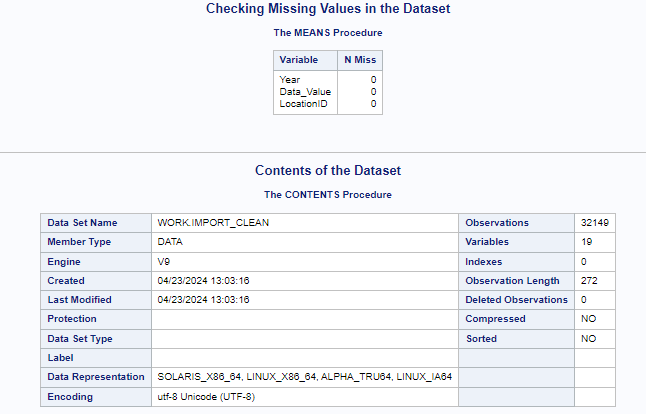 Checking Missing Values in the Dataset
The MEANS Procedure
Variable N Miss
Year 0
Data_Value 0
LocationID 0
Contents of the Dataset
The CONTENTS Procedure
Data Set Name WORK.IMPORT_CLEAN Observations 32149
Member Type DATA Variables 19
Engine V9 Indexes 0
Created 04/23/2024 13:03:16 Observation Length 272
Last Modified 04/23/2024 13:03:16 Deleted Observations 0
Protection Compressed NO
Data Set Type Sorted NO
Label
Data Representation SOLARIS_X86_64, LINUX_X86_64, ALPHA_TRU64, LINUX_IA64
Encoding utf-8 Unicode (UTF-8)